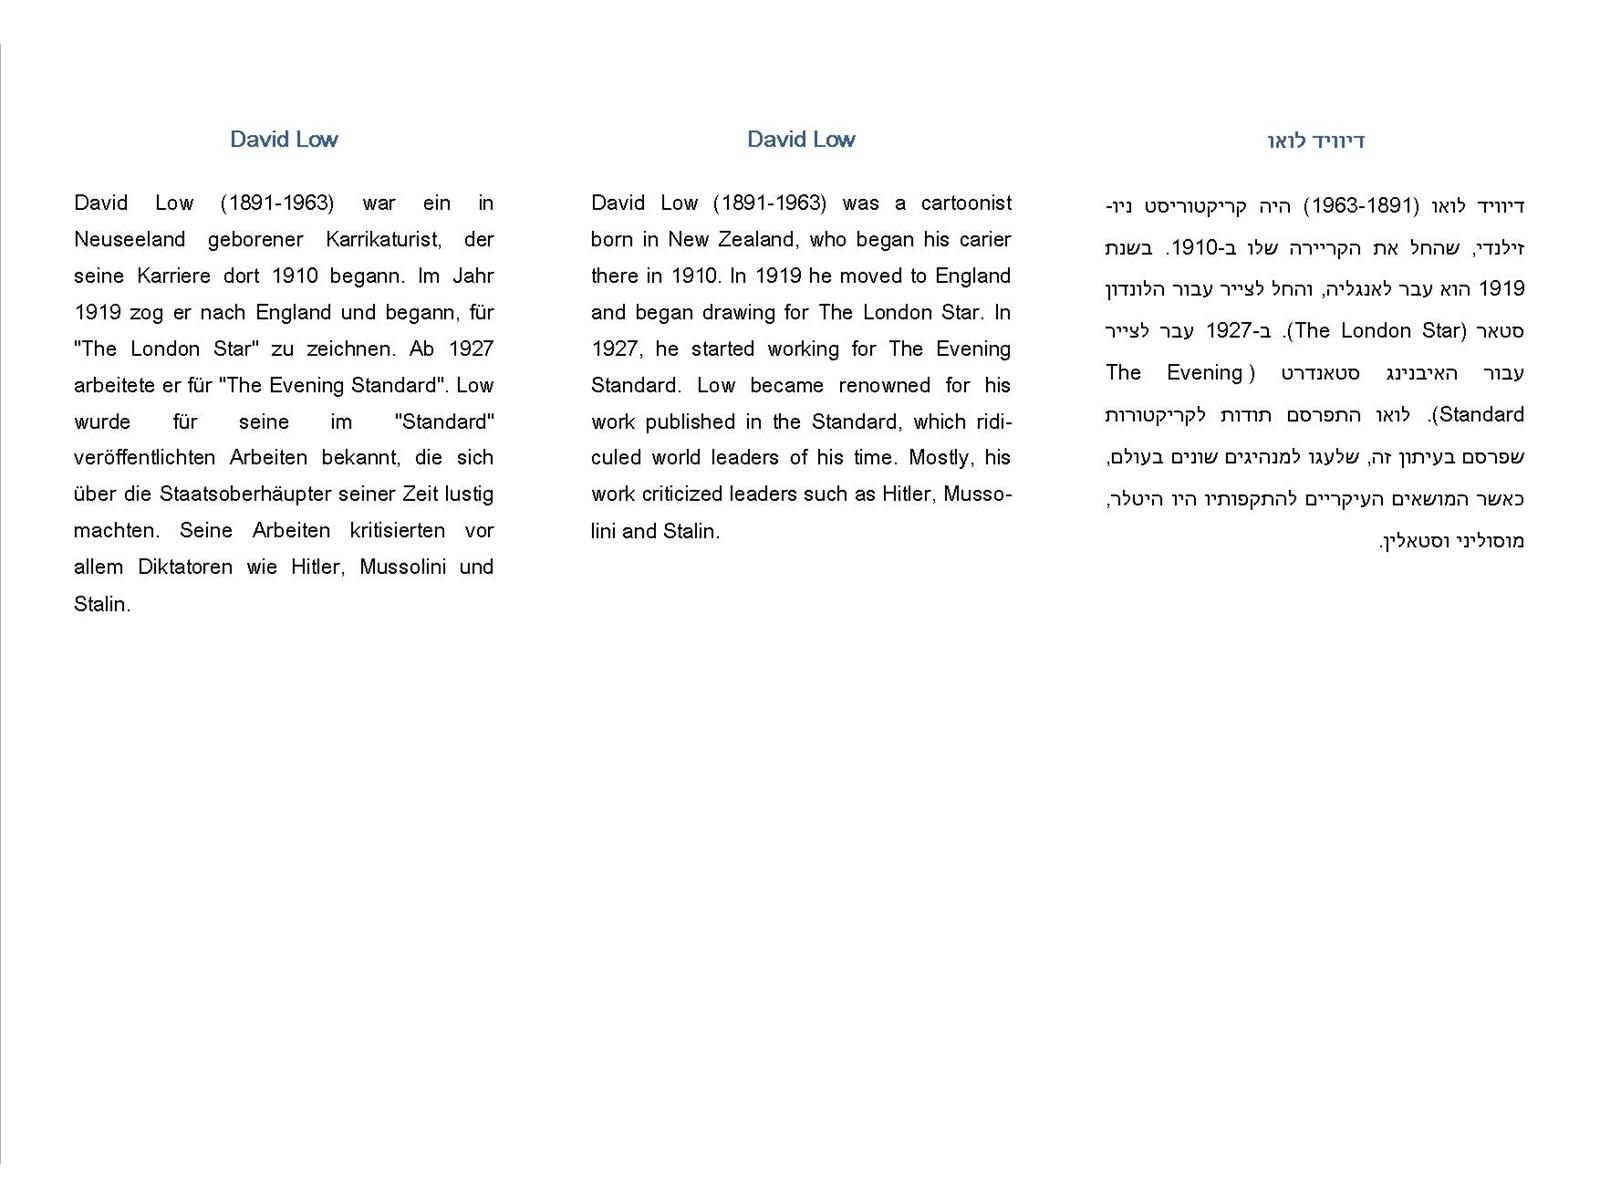 David Low
David Low (1891-1963) war ein in
Neuseeland geborener Karrikaturist, der
seine Karriere dort 1910 begann. Im Jahr
1919 zog er nach England und begann, für
"The London Star" zu zeichnen. Ab 1927
arbeitete er für "The Evening Standard". Low
wurde für seine im "Standard"
veröffentlichten Arbeiten bekannt, die sich
über die Staatsoberhäupter seiner Zeit lustig
machten. Seine Arbeiten kritisierten vor
allem Diktatoren wie Hitler, Mussolini und
Stalin.
David Low
David Low (1891-1963) was a cartoonist
born in New Zealand, who began his carier
there in 1910. In 1919 he moved to England
and began drawing for The London Star. In
1927, he started working for The Evening
Standard. Low became renowned for his
work published in the Standard, which ridi-
culed world leaders of his time. Mostly, his
work criticized leaders such as Hitler, Musso-
lini and Stalin.
דיוויד לואו
דיוויד לואו (1963-1891) היה קריקטוריסט ניו-
זילנדי, שהחל את הקריירה שלו ב-1910. בשנת
1919 הוא עבר לאנגליה, והחל לצייר עבור הלונדון
סטאר (The London Star). ב-1927 עבר לצייר
עבור האיבנינג סטאנדרט (The Evening
Standard). לואו התפרסם תודות לקריקטורות
שפרסם בעיתון זה, שלעגו למנהיגים שונים בעולם,
כאשר המושאים העיקריים להתקפותיו היו היטלר,
מוסוליני וסטאלין.